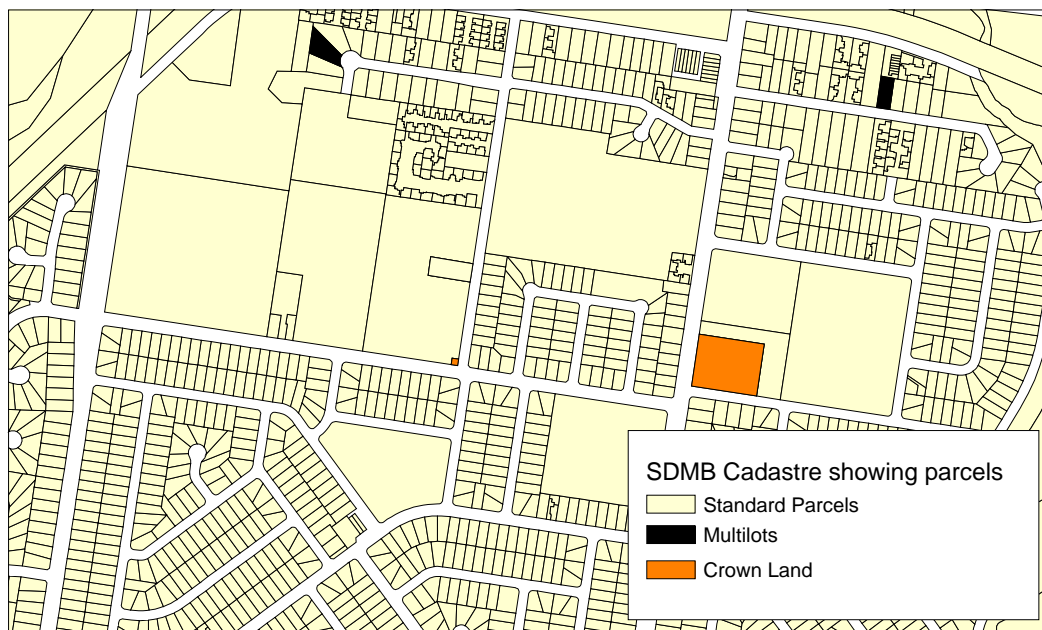 SDMB Cadastre showing parcels
Standard Parcels
Multilots
Crown Land